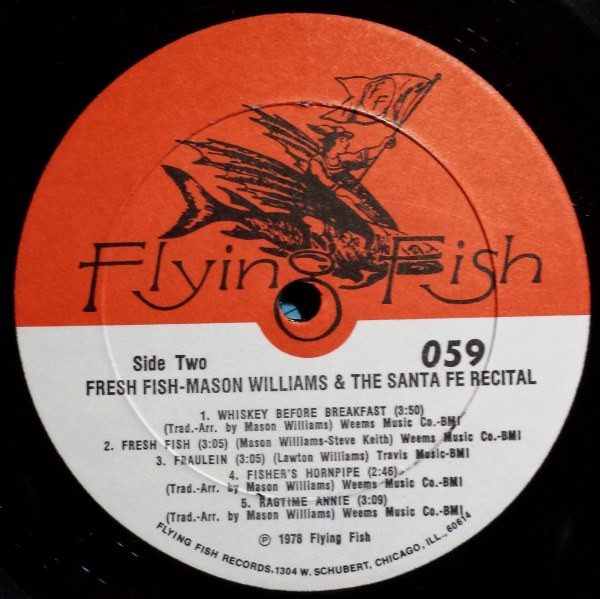 F
Flying Fish
Side Two
059
FRESH FISH-MASON WILLIAMS & THE SANTA FE RECITAL
1. WHISKEY BEFORE BREAKFAST (3:50)
(Trad.-Arr. by Mason Williams) Weems Music Co.-BMI
2. FRESH FISH (3:05) (Mason Williams-Steve Keith) Weems Music Co.-BMI
3. FRAULEIN (3:05) (Lawton Williams) Travis Music-BMI
4. FISHER'S HORNPIPE (2:46)
(Trad.-Arr. by Mason Williams) Weems Music Co.-BMI
5. RAGTIME ANNIE (3:09)
(Trad.-Arr. by Mason Williams) Weems Music Co.-BMI
℗ 1978 Flying Fish
FLYING FISH RECORDS, 1304 W. SCHUBERT, CHICAGO, ILL., 60614